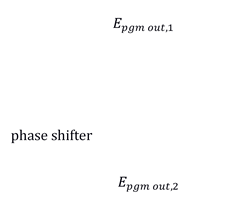 E_{pgm out,1}
phase shifter
E_{pgm out,2}